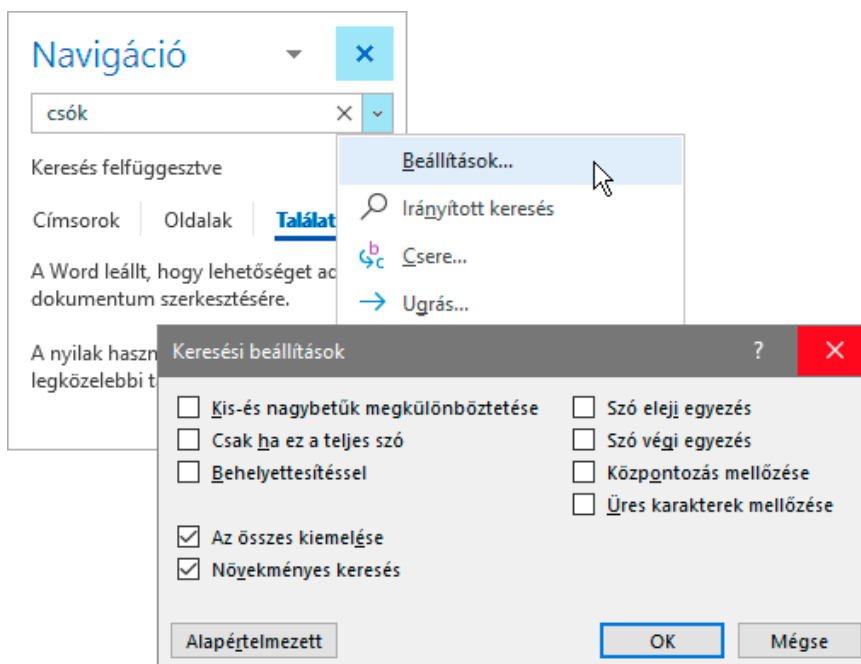 Navigáció
csók
Keresés felfüggesztve
Címsorok Oldalak Találat
A Word leállt, hogy lehetőséget ad
dokumentum szerkesztésére.
A nyilak haszn
legközelebbi t
Beállítások...
Irányított keresés
Csere...
Ugrás...
Keresési beállítások ?
Kis-és nagybetűk megkülönböztetése
Csak ha ez a teljes szó
Behelyettesítéssel
Az összes kiemelése
Növekményes keresés
Szó eleji egyezés
Szó végi egyezés
Központozás mellőzése
Üres karakterek mellőzése
Alapértelmezett OK Mégse